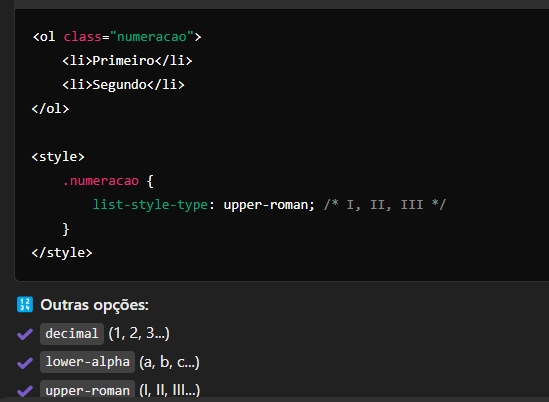 <ol class="numeracao">
    <li>Primeiro</li>
    <li>Segundo</li>
</ol>

<style>
    .numeracao {
        list-style-type: upper-roman; /* I, II, III */
    }
</style>
🔢 Outras opções:
✔ decimal (1, 2, 3...)
✔ lower-alpha (a, b, c...)
✔ upper-roman (I, II, III...)